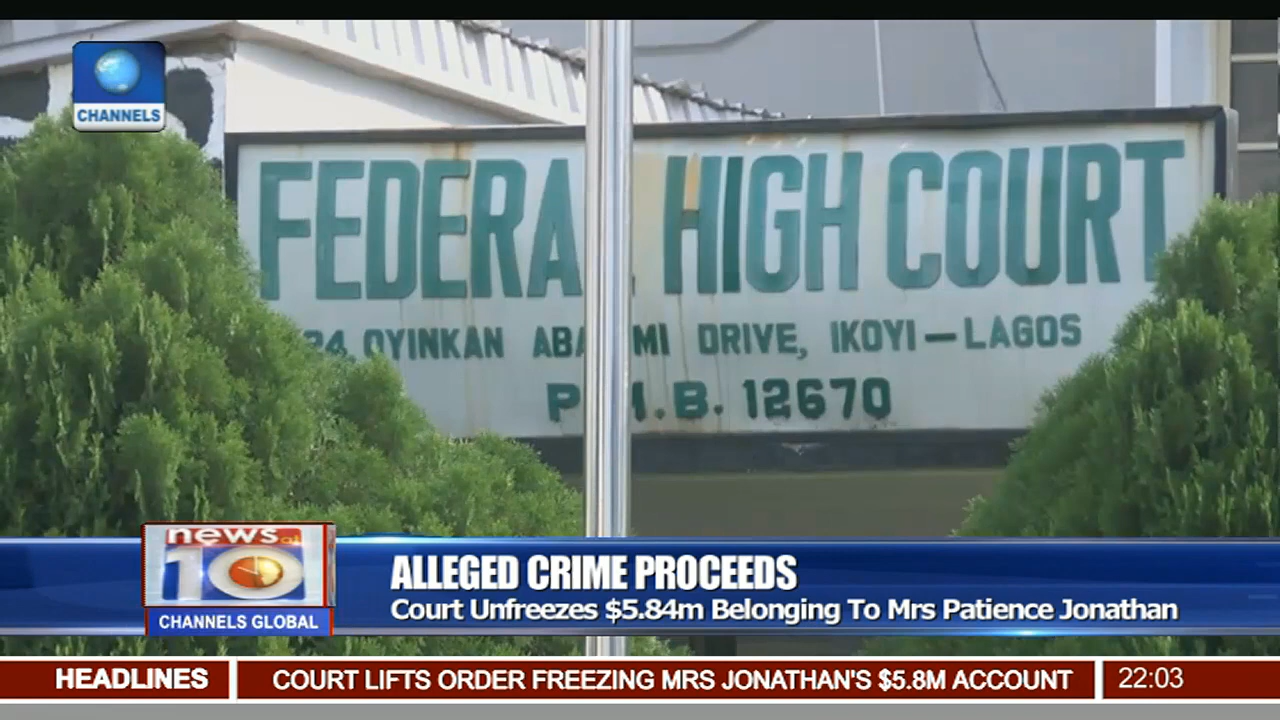 CHANNELS
FEDERA HIGH COURT
24, OYINKAN ABA MI DRIVE, IKOYI - LAGOS
P.M.B. 12670
news at
10
CHANNELS GLOBAL
ALLEGED CRIME PROCEEDS
Court Unfreezes $5.84m Belonging To Mrs Patience Jonathan
HEADLINES
COURT LIFTS ORDER FREEZING MRS JONATHAN'S $5.8M ACCOUNT
22:03